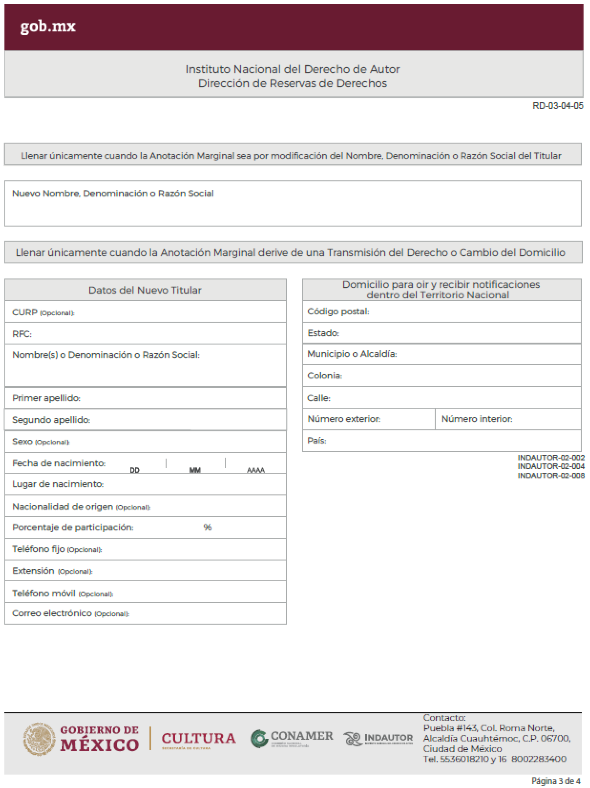 gob.mx
Instituto Nacional del Derecho de Autor
Dirección de Reservas de Derechos
RD-03-04-05
Llenar únicamente cuando la Anotación Marginal sea por modificación del Nombre, Denominación o Razón Social del Titular
Nuevo Nombre, Denominación o Razón Social
Llenar únicamente cuando la Anotación Marginal derive de una Transmisión del Derecho o Cambio del Domicilio
Datos del Nuevo Titular
CURP (Opcional):
RFC:
Nombre(s) o Denominación o Razón Social:
Primer apellido:
Segundo apellido:
Sexo (Opcional):
Fecha de nacimiento:
DD MM AAAA
Lugar de nacimiento:
Nacionalidad de origen (Opcional):
Porcentaje de participación: %
Teléfono fijo (Opcional):
Extensión (Opcional):
Teléfono móvil (Opcional):
Correo electrónico (Opcional):
Domicilio para oir y recibir notificaciones
dentro del Territorio Nacional
Código postal:
Estado:
Municipio o Alcaldía:
Colonia:
Calle:
Número exterior: Número interior:
País:
INDAUTOR-02-002
INDAUTOR-02-004
INDAUTOR-02-008
GOBIERNO DE
MÉXICO
CULTURA
SECRETARÍA DE CULTURA
CONAMER
INDAUTOR
Contacto:
Puebla #143, Col. Roma Norte,
Alcaldía Cuauhtémoc, C.P. 06700,
Ciudad de México
Tel. 5536018210 y 16 8002283400
Página 3 de 4